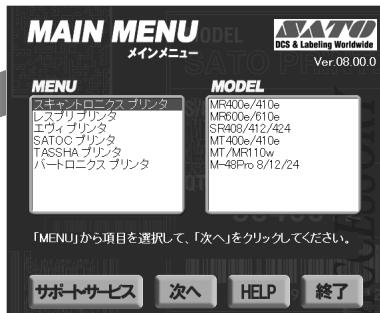 MAIN MENU
メインメニュー
SATO
DCS & Labeling Worldwide
Ver.08.00.0
MENU
スキャントロニクス プリンタ
レスプリ プリンタ
エヴィ プリンタ
SATOC プリンタ
TASSHA プリンタ
バートロニクス プリンタ
MODEL
MR400e/410e
MR600e/610e
SR408/412/424
MT400e/410e
MT/MR110w
M-48Pro 8/12/24
「MENU」から項目を選択して、「次へ」をクリックしてください。
サポート・サービス
次へ
HELP
終了